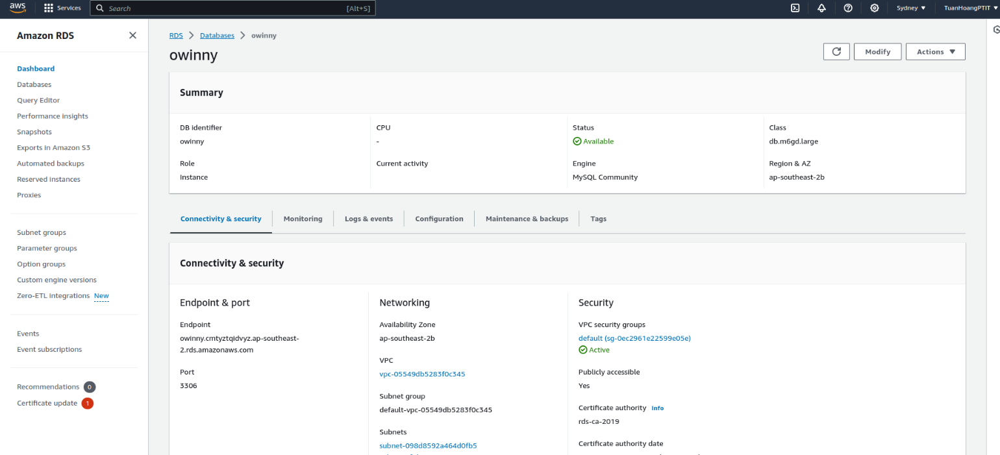 aws
Services
Search
[Alt+S]
Sydney
TuanHoangPTIT
Amazon RDS
Dashboard
Databases
Query Editor
Performance insights
Snapshots
Exports in Amazon S3
Automated backups
Reserved instances
Proxies
Subnet groups
Parameter groups
Option groups
Custom engine versions
Zero-ETL integrations New
Events
Event subscriptions
Recommendations 0
Certificate update 1
RDS > Databases > owinny
owinny
Modify
Actions
Summary
DB identifier
owinny
Role
Instance
CPU
-
Current activity
Status
Available
Engine
MySQL Community
Class
db.m6gd.large
Region & AZ
ap-southeast-2b
Connectivity & security
Monitoring
Logs & events
Configuration
Maintenance & backups
Tags
Connectivity & security
Endpoint & port
Endpoint
owinny.cmtyztqidvyz.ap-southeast-
2.rds.amazonaws.com
Port
3306
Networking
Availability Zone
ap-southeast-2b
VPC
vpc-05549db5283f0c345
Subnet group
default-vpc-05549db5283f0c345
Subnets
subnet-098d8592a464d0fb5
Security
VPC security groups
default (sg-0ec2961e22599e05e)
Active
Publicly accessible
Yes
Certificate authority Info
rds-ca-2019
Certificate authority date